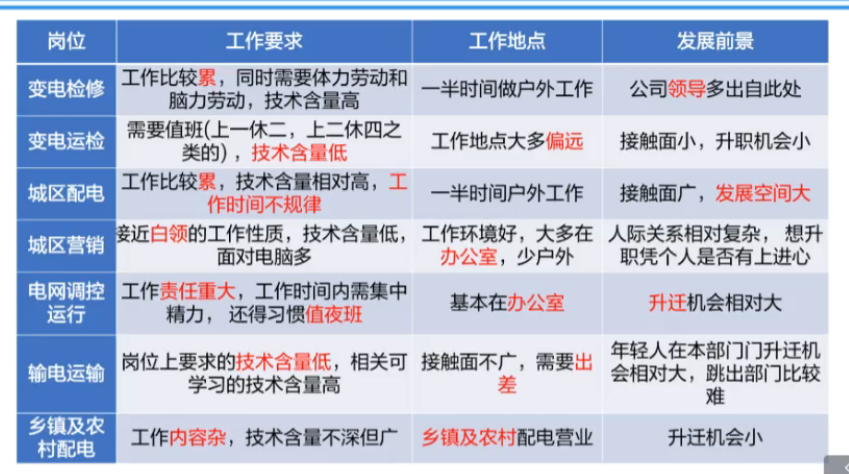 岗位
工作要求
工作地点
发展前景
变电检修
工作比较累，同时需要体力劳动和
脑力劳动，技术含量高
一半时间做户外工作
公司领导多出自此处
变电运检
需要值班(上一休二，上二休四之
类的) ，技术含量低
工作地点大多偏远
接触面小，升职机会小
城区配电
工作比较累，技术含量相对高，工
作时间不规律
一半时间户外工作
接触面广，发展空间大
城区营销
接近白领的工作性质，技术含量低，
面对电脑多
工作环境好，大多在
办公室，少户外
人际关系相对复杂， 想升
职凭个人是否有上进心
电网调控
运行
工作责任重大，工作时间内需集中
精力， 还得习惯值夜班
基本在办公室
升迁机会相对大
输电运输
岗位上要求的技术含量低，相关可
学习的技术含量高
接触面不广，需要出
差
年轻人在本部门门升迁机
会相对大，跳出部门比较
难
乡镇及农
村配电
工作内容杂，技术含量不深但广
乡镇及农村配电营业
升迁机会小